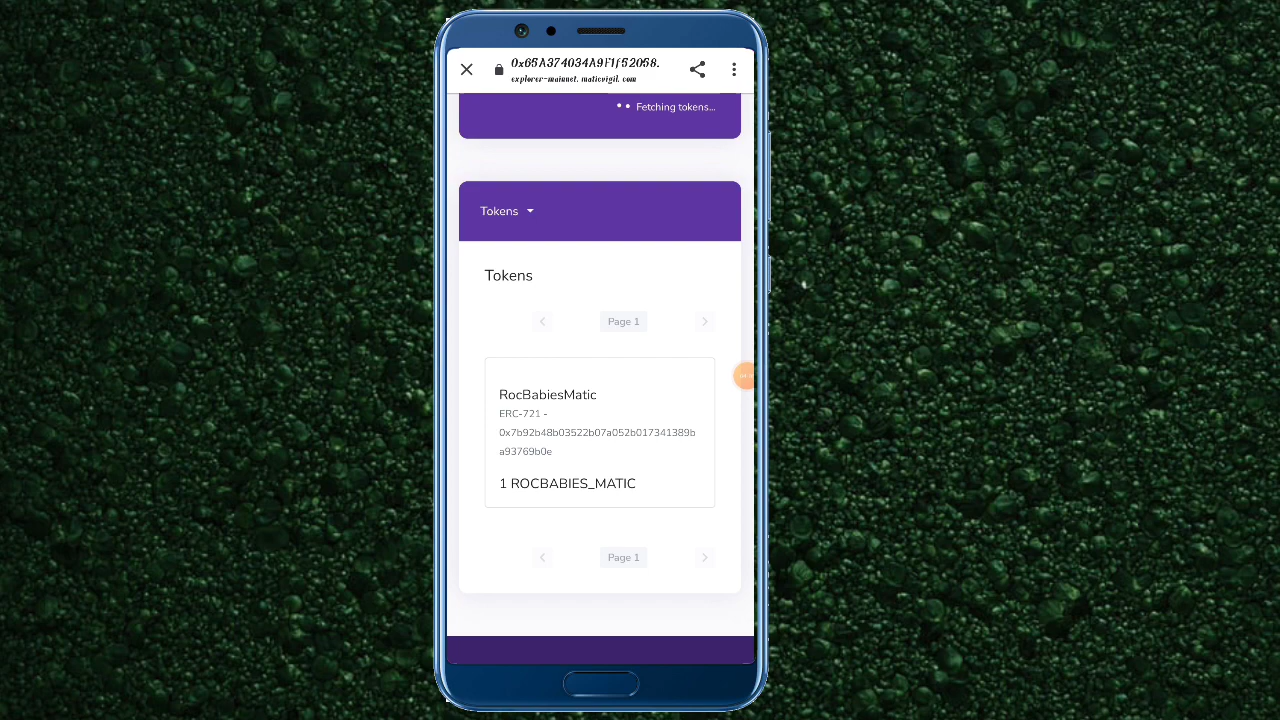 0x65A374034A9F1f52058.
explorer-mainnet.maticvigil.com
Fetching tokens...
Tokens
Tokens
Page 1
RocBabiesMatic
ERC-721 -
0x7b92b48b03522b07a052b017341389b
a93769b0e
1 ROCBABIES_MATIC
Page 1